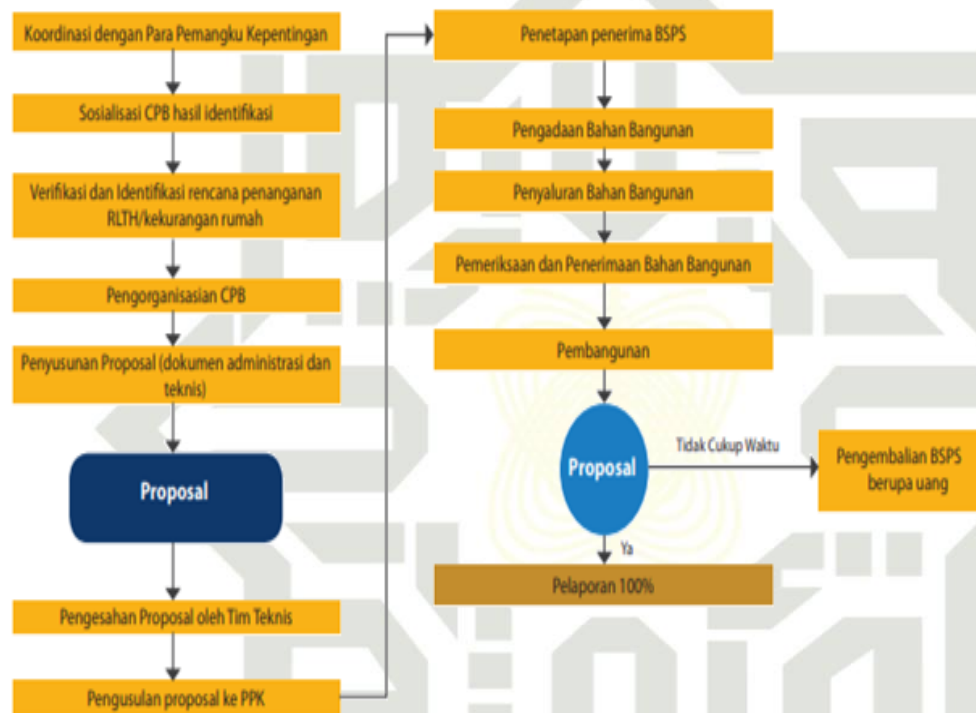 Koordinasi dengan Para Pemangku Kepentingan
Sosialisasi CPB hasil identifikasi
Verifikasi dan Identifikasi rencana penanganan
RLTH/kekurangan rumah
Pengorganisasian CPB
Penyusunan Proposal (dokumen administrasi dan
teknis)
Proposal
Pengesahan Proposal oleh Tim Teknis
Pengusulan proposal ke PPK
Penetapan penerima BSPS
Pengadaan Bahan Bangunan
Penyaluran Bahan Bangunan
Pemeriksaan dan Penerimaan Bahan Bangunan
Pembangunan
Proposal
Tidak Cukup Waktu
Pengembalian BSPS
berupa uang
Ya
Pelaporan 100%